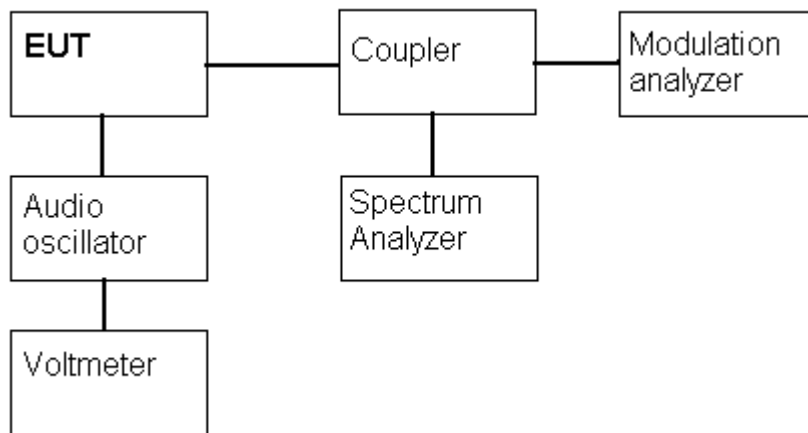 EUT
Coupler
Modulation
analyzer
Audio
oscillator
Spectrum
Analyzer
Voltmeter